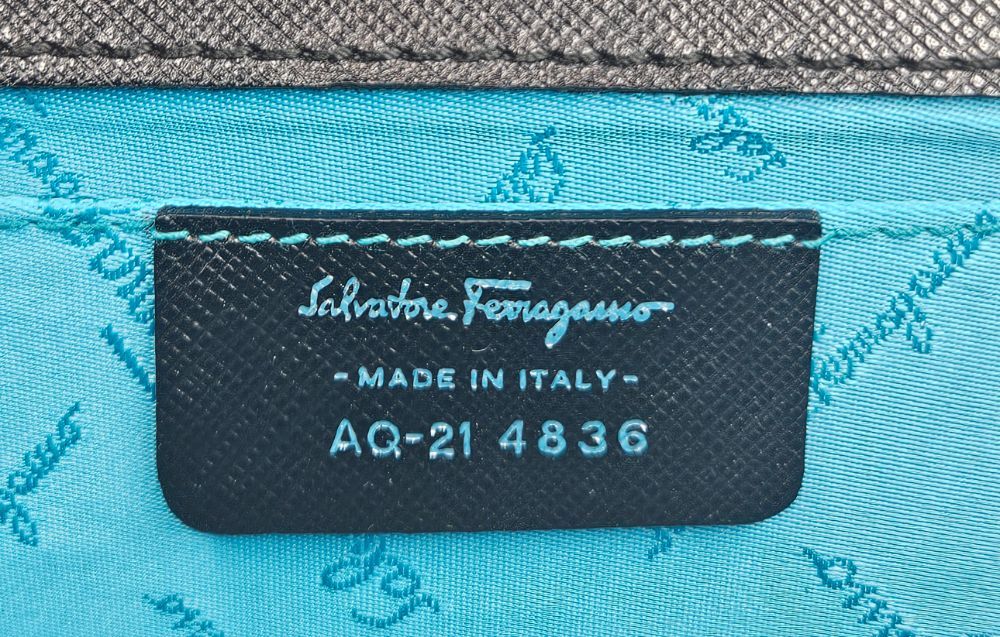 Salvatore Ferragamo
- MADE IN ITALY -
AQ-21 4836